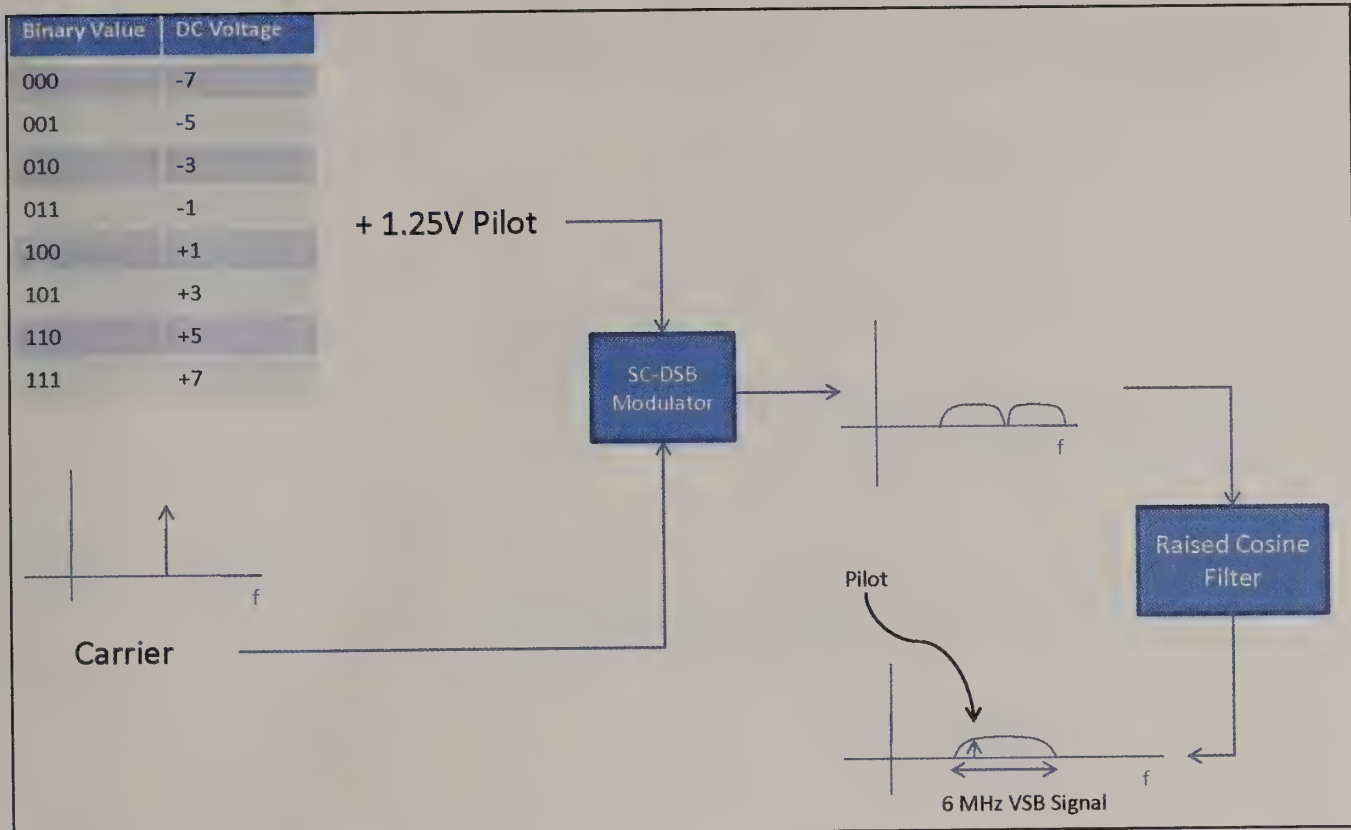 Binary Value DC Voltage
000 -7
001 -5
010 -3
011 -1
100 +1
101 +3
110 +5
111 +7
+ 1.25V Pilot
SC-DSB
Modulator
f
f
Carrier
Raised Cosine
Filter
Pilot
f
6 MHz VSB Signal